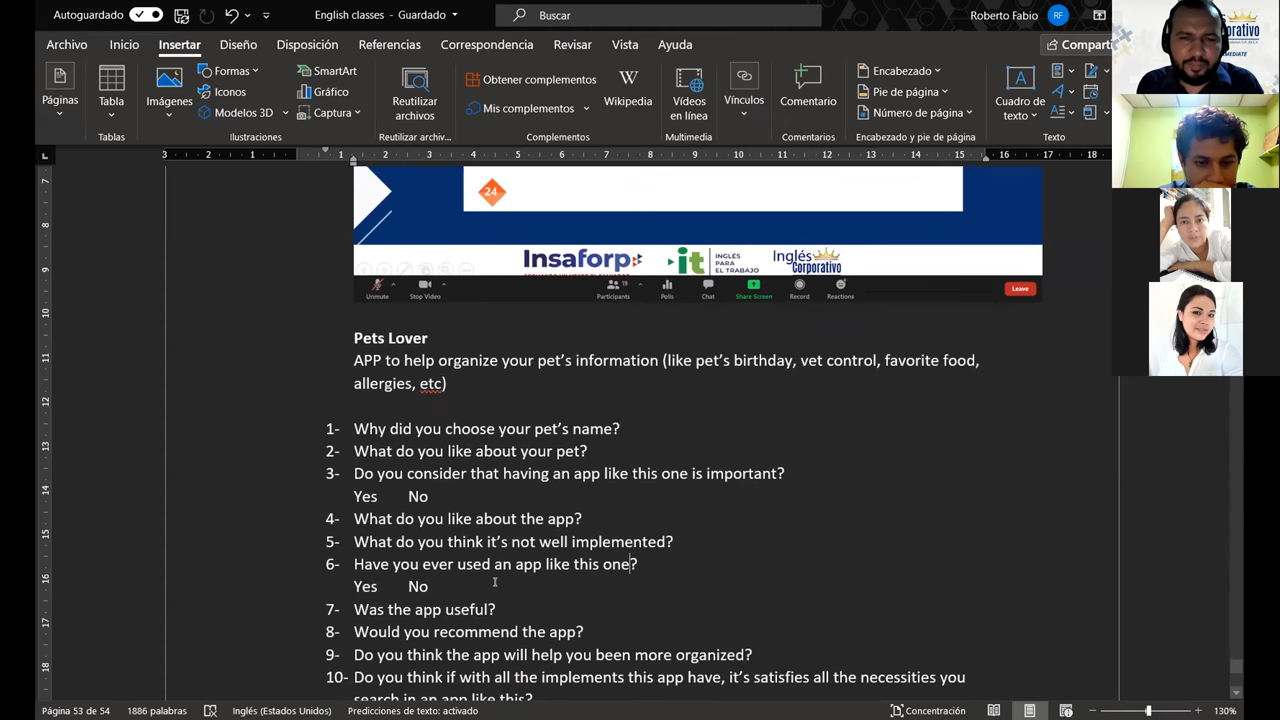 Autoguardado
English classes - Guardado
Buscar
Roberto Fabio
RF
Archivo Inicio Insertar Diseño Disposición Referencias Correspondencia Revisar Vista Ayuda
Páginas
Tabla
Imágenes
Formas
Iconos
Modelos 3D
SmartArt
Gráfico
Captura
Reutilizar archivos
Obtener complementos
Mis complementos
Wikipedia
Vídeos en línea
Vínculos
Comentario
Encabezado
Pie de página
Número de página
Cuadro de texto
Tablas
Ilustraciones
Reutilizar archiv...
Complementos
Multimedia
Comentarios
Encabezado y pie de página
Texto
24
Insaforp
it INGLÉS PARA EL TRABAJO
Inglés Corporativo
Unmute Stop Video Participants 19 Polls Chat Share Screen Record Reactions Leave
Pets Lover
APP to help organize your pet's information (like pet's birthday, vet control, favorite food,
allergies, etc)
1- Why did you choose your pet's name?
2- What do you like about your pet?
3- Do you consider that having an app like this one is important?
Yes No
4- What do you like about the app?
5- What do you think it's not well implemented?
6- Have you ever used an app like this one?
Yes No
7- Was the app useful?
8- Would you recommend the app?
9- Do you think the app will help you been more organized?
10- Do you think if with all the implements this app have, it's satisfies all the necessities you
search in an app like this?
Página 53 de 54
1886 palabras
Inglés (Estados Unidos)
Predicciones de texto: activado
Concentración
130%